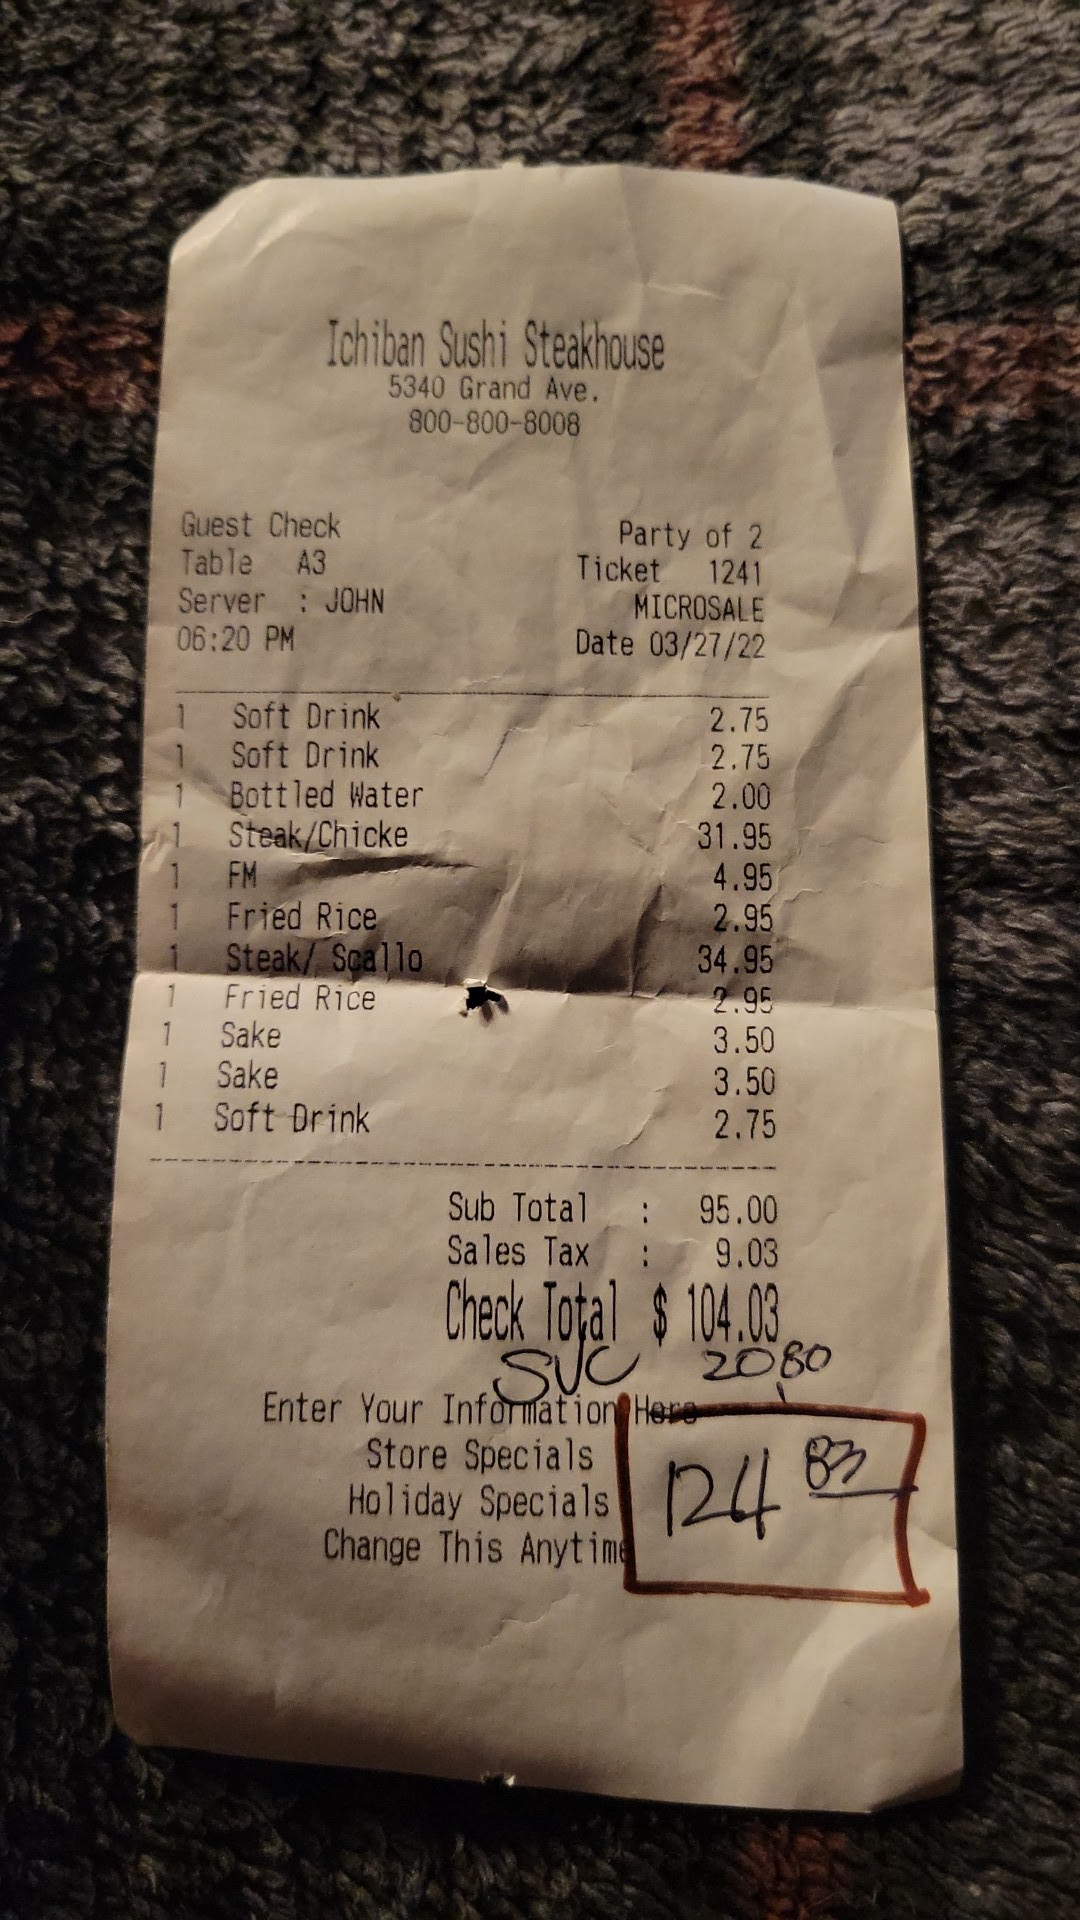 Ichiban Sushi Steakhouse
5340 Grand Ave.
800-800-8008
Guest Check Party of 2
Table A3 Ticket 1241
Server : JOHN MICROSALE
06:20 PM Date 03/27/22
1 Soft Drink 2.75
1 Soft Drink 2.75
1 Bottled Water 2.00
1 Steak/Chicke 31.95
1 FM 4.95
1 Fried Rice 2.95
1 Steak/ Scallo 34.95
1 Fried Rice 2.95
1 Sake 3.50
1 Sake 3.50
1 Soft Drink 2.75
Sub Total : 95.00
Sales Tax : 9.03
Check Total $ 104.03
SVC 20 80
Enter Your Information Here
Store Specials
Holiday Specials
124 83
Change This Anytime